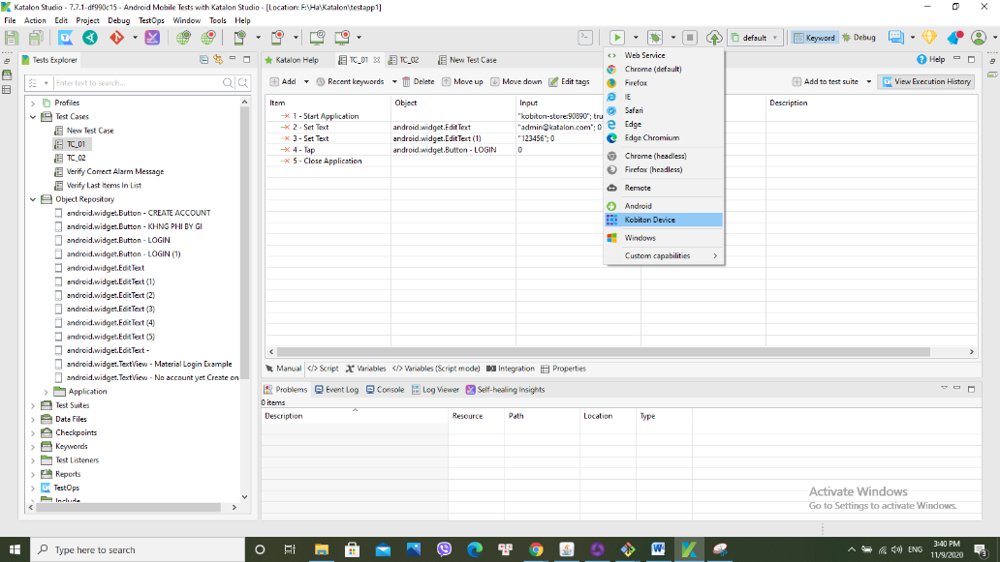 Katalon Studio - 7.7.1-df990c15 - Android Mobile Tests with Katalon Studio - [Location: F:\Ha\Katalon\testapp1]
File Action Edit Project Debug TestOps Window Tools Help
default
Keyword
Debug
Tests Explorer
Enter text to search...
Profiles
Test Cases
New Test Case
TC_01
TC_02
Verify Correct Alarm Message
Verify Last Items In List
Object Repository
android.widget.Button - CREATE ACCOUNT
android.widget.Button - KHNG PHI BY GI
android.widget.Button - LOGIN
android.widget.Button - LOGIN (1)
android.widget.EditText
android.widget.EditText (1)
android.widget.EditText (2)
android.widget.EditText (3)
android.widget.EditText (4)
android.widget.EditText (5)
android.widget.EditText -
android.widget.TextView - Material Login Example
android.widget.TextView - No account yet Create on
Application
Test Suites
Data Files
Checkpoints
Keywords
Test Listeners
Reports
TestOps
Include
Katalon Help
TC_01
TC_02
New Test Case
Help
Add
Recent keywords
Delete
Move up
Move down
Edit tags
Add to test suite
View Execution History
Item Object Input Description
1 - Start Application "kobiton-store:90890"; tru
2 - Set Text android.widget.EditText "admin@katalon.com"; 0
3 - Set Text android.widget.EditText (1) "123456"; 0
4 - Tap android.widget.Button - LOGIN 0
5 - Close Application
Web Service
Chrome (default)
Firefox
IE
Safari
Edge
Edge Chromium
Chrome (headless)
Firefox (headless)
Remote
Android
Kobiton Device
Windows
Custom capabilities
Manual </> Script Variables </> Variables (Script mode) Integration Properties
Problems Event Log Console Log Viewer Self-healing Insights
0 items
Description Resource Path Location Type
Activate Windows
Go to Settings to activate Windows.
Type here to search
ENG
3:40 PM
11/9/2020
3